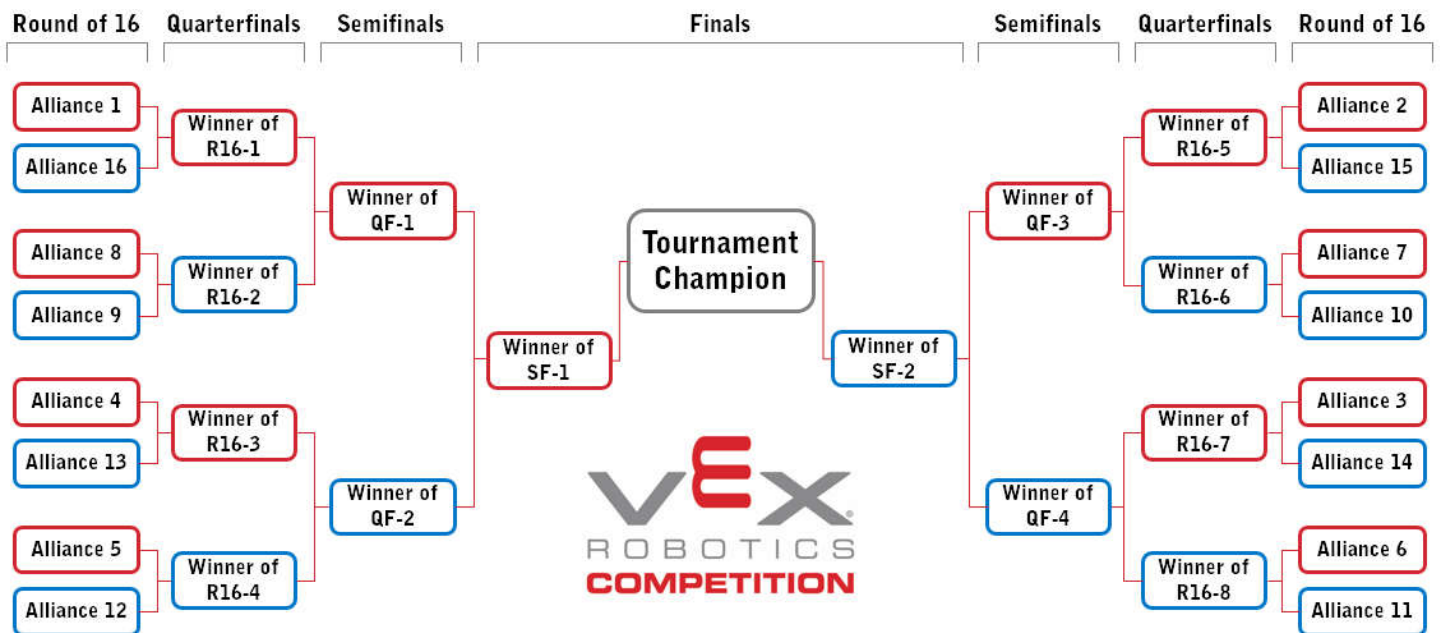 Round of 16
Quarterfinals
Semifinals
Finals
Semifinals
Quarterfinals
Round of 16
Alliance 1
Alliance 16
Alliance 8
Alliance 9
Alliance 4
Alliance 13
Alliance 5
Alliance 12
Winner of
R16-1
Winner of
R16-2
Winner of
R16-3
Winner of
R16-4
Winner of
QF-1
Winner of
QF-2
Winner of
SF-1
Tournament
Champion
Winner of
SF-2
VEX®
ROBOTICS
COMPETITION
Winner of
QF-3
Winner of
QF-4
Winner of
R16-5
Winner of
R16-6
Winner of
R16-7
Winner of
R16-8
Alliance 2
Alliance 15
Alliance 7
Alliance 10
Alliance 3
Alliance 14
Alliance 6
Alliance 11